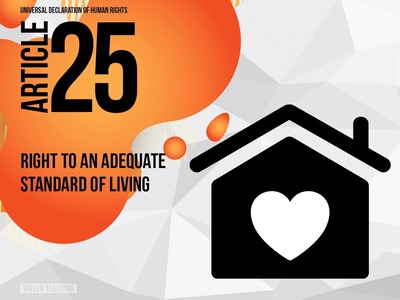 UNIVERSAL DECLARATION OF HUMAN RIGHTS
ARTICLE 25
RIGHT TO AN ADEQUATE
STANDARD OF LIVING
WOVEN TEACHING